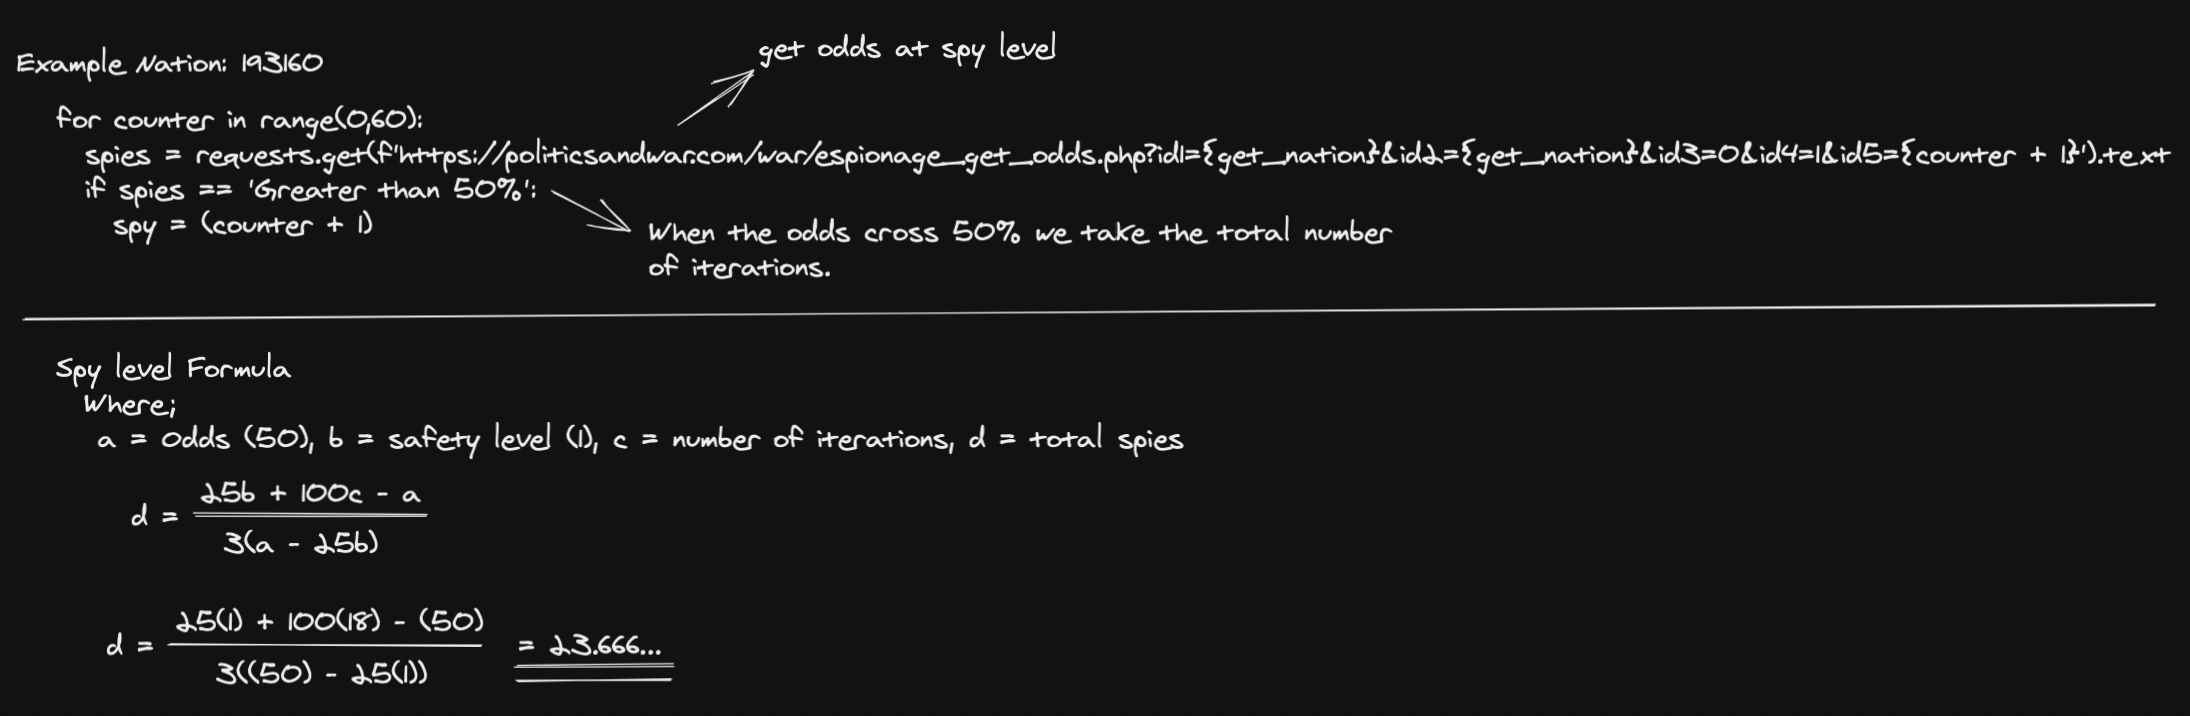 get odds at spy level
Example Nation: 193160
for counter in range(0,60):
spies = requests.get(f'https://politicsandwar.com/war/espionage_get_odds.php?id1={get_nation}&id2={get_nation}&id3=0&id4=1&id5={counter + 1}').text
if spies == 'Greater than 50%':
spy = (counter + 1)
When the odds cross 50% we take the total number
of iterations.
Spy level Formula
Where;
a = odds (50), b = safety level (1), c = number of iterations, d = total spies
d = (25b + 100c - a) / (3(a - 25b))
d = (25(1) + 100(18) - (50)) / (3((50) - 25(1))) = 23.666...